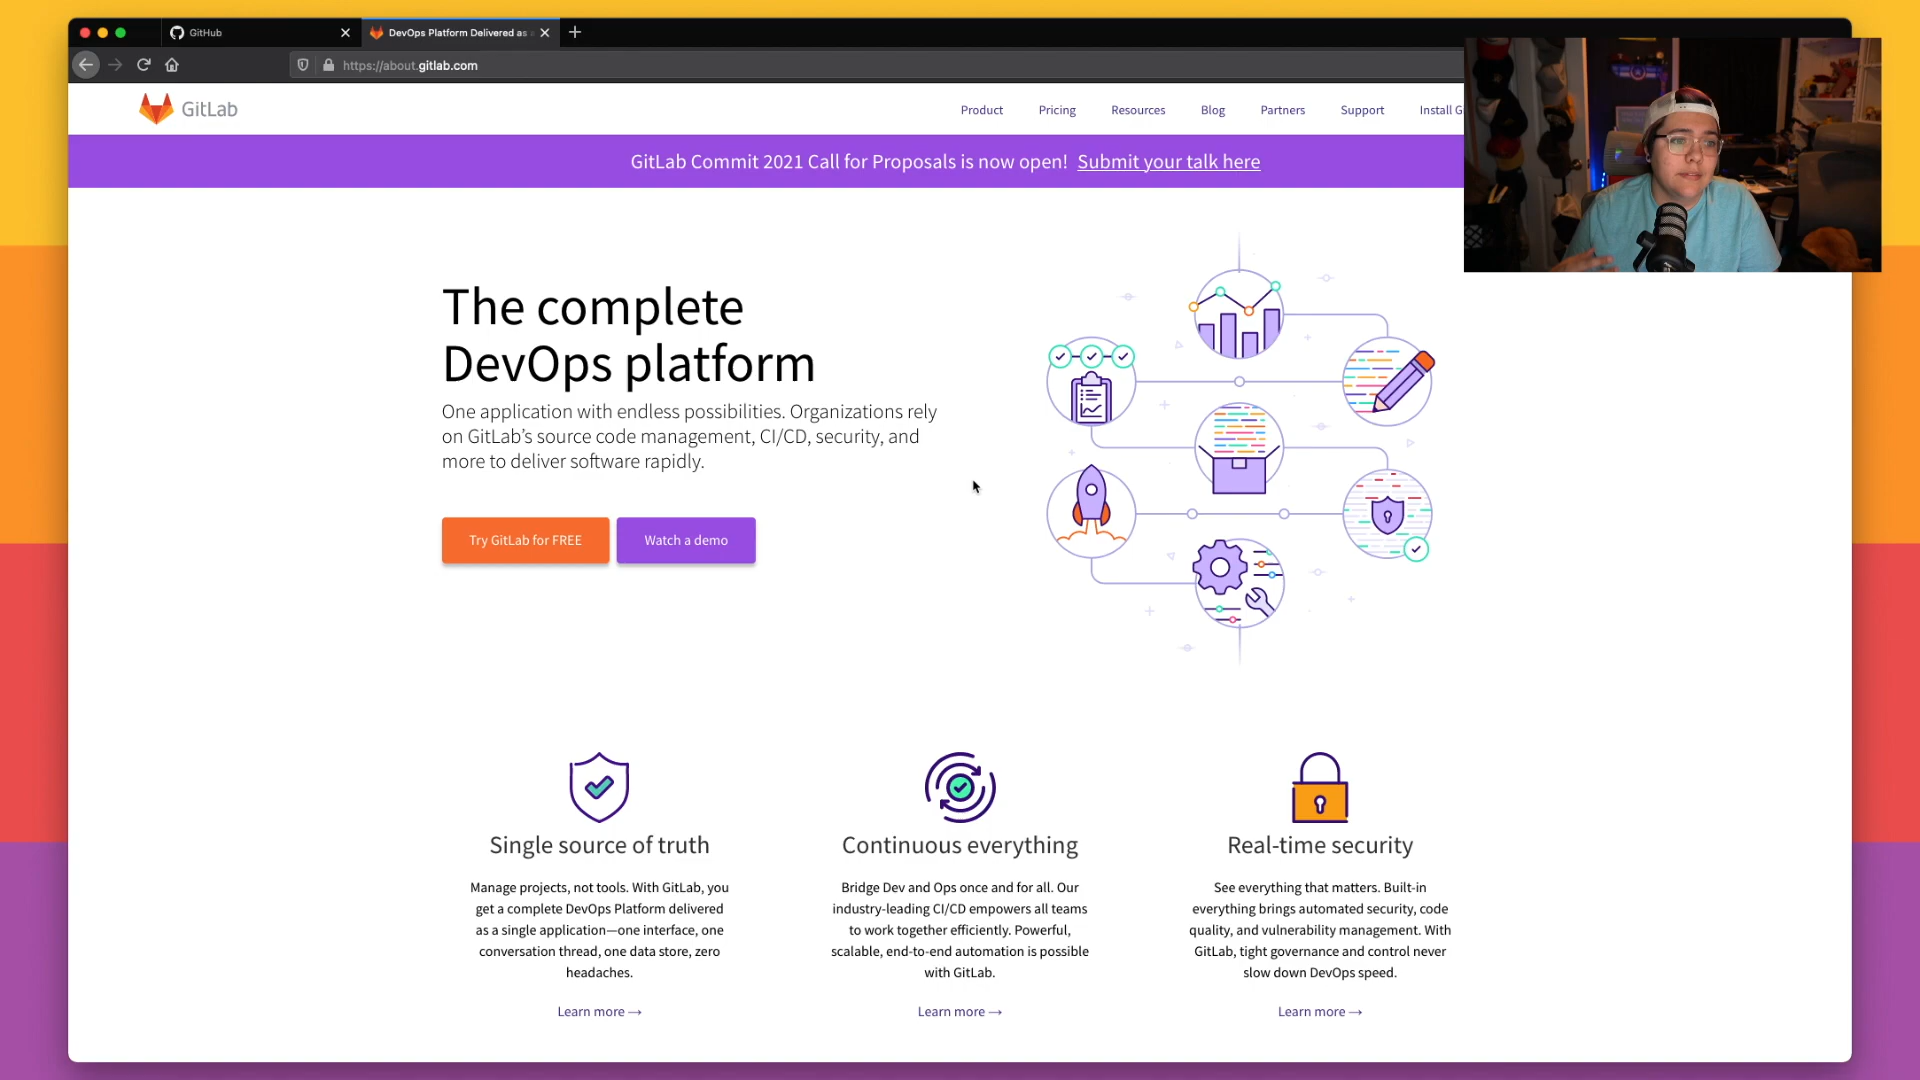 GitHub
DevOps Platform Delivered as
https://about.gitlab.com
GitLab
Product Pricing Resources Blog Partners Support Install G
GitLab Commit 2021 Call for Proposals is now open! Submit your talk here
The complete
DevOps platform
One application with endless possibilities. Organizations rely
on GitLab’s source code management, CI/CD, security, and
more to deliver software rapidly.
Try GitLab for FREE
Watch a demo
Single source of truth
Manage projects, not tools. With GitLab, you
get a complete DevOps Platform delivered
as a single application—one interface, one
conversation thread, one data store, zero
headaches.
Learn more →
Continuous everything
Bridge Dev and Ops once and for all. Our
industry-leading CI/CD empowers all teams
to work together efficiently. Powerful,
scalable, end-to-end automation is possible
with GitLab.
Learn more →
Real-time security
See everything that matters. Built-in
everything brings automated security, code
quality, and vulnerability management. With
GitLab, tight governance and control never
slow down DevOps speed.
Learn more →